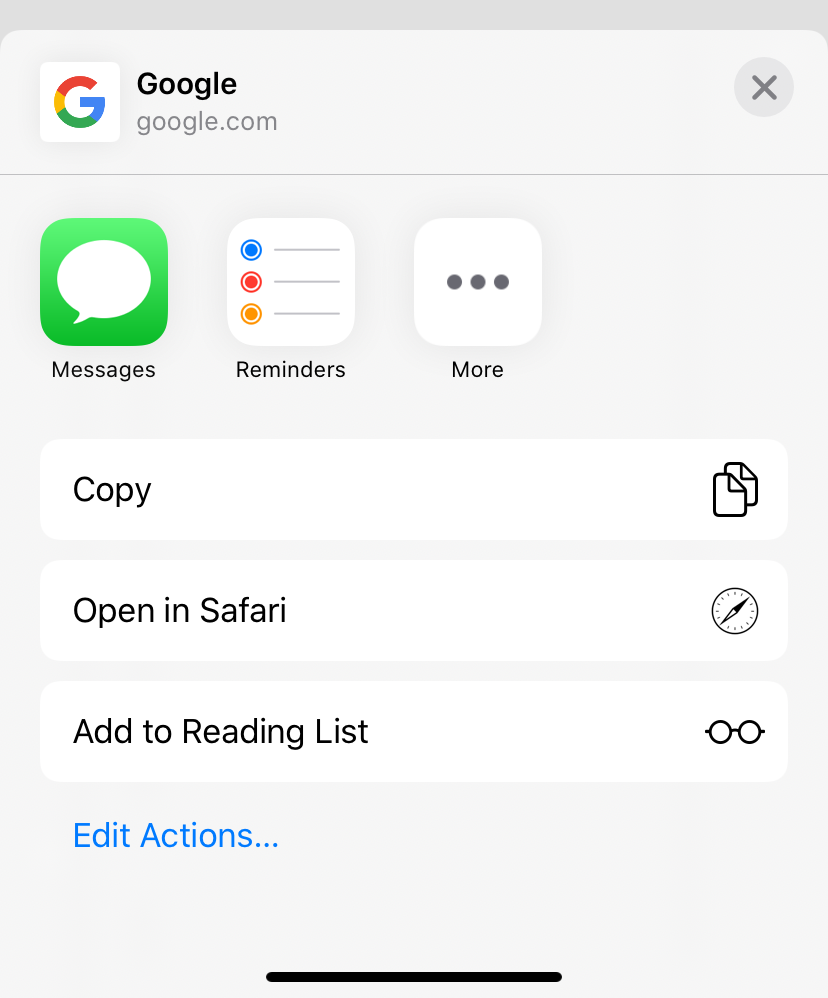 Google
google.com
Messages
Reminders
More
Copy
Open in Safari
Add to Reading List
Edit Actions...